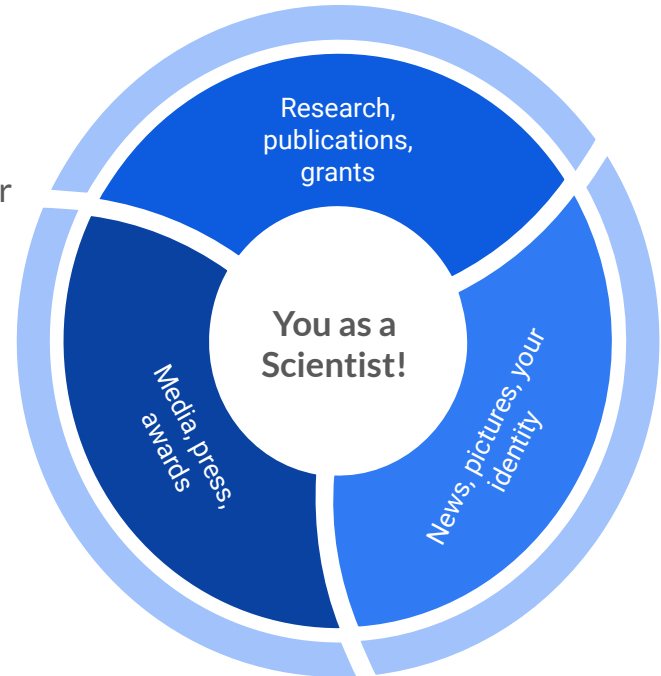 r
Research,
publications,
grants
You as a
Scientist!
Media, press,
awards
News, pictures, your
identity